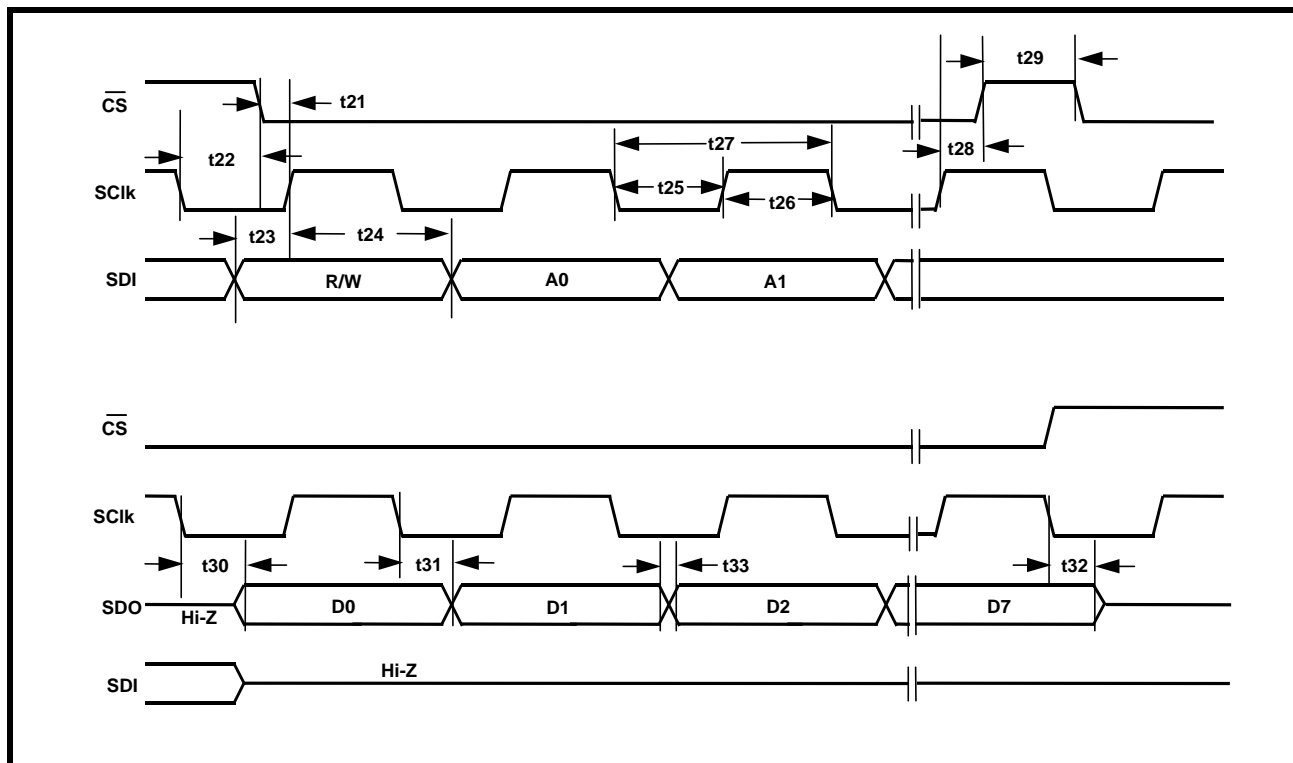 t29
CS
t21
t27
t22
t28
SClk
t25
t26
t23
t24
SDI
R/W
A0
A1
CS
SClk
t30
t31
t33
t32
SDO
Hi-Z
D0
D1
D2
D7
Hi-Z
SDI